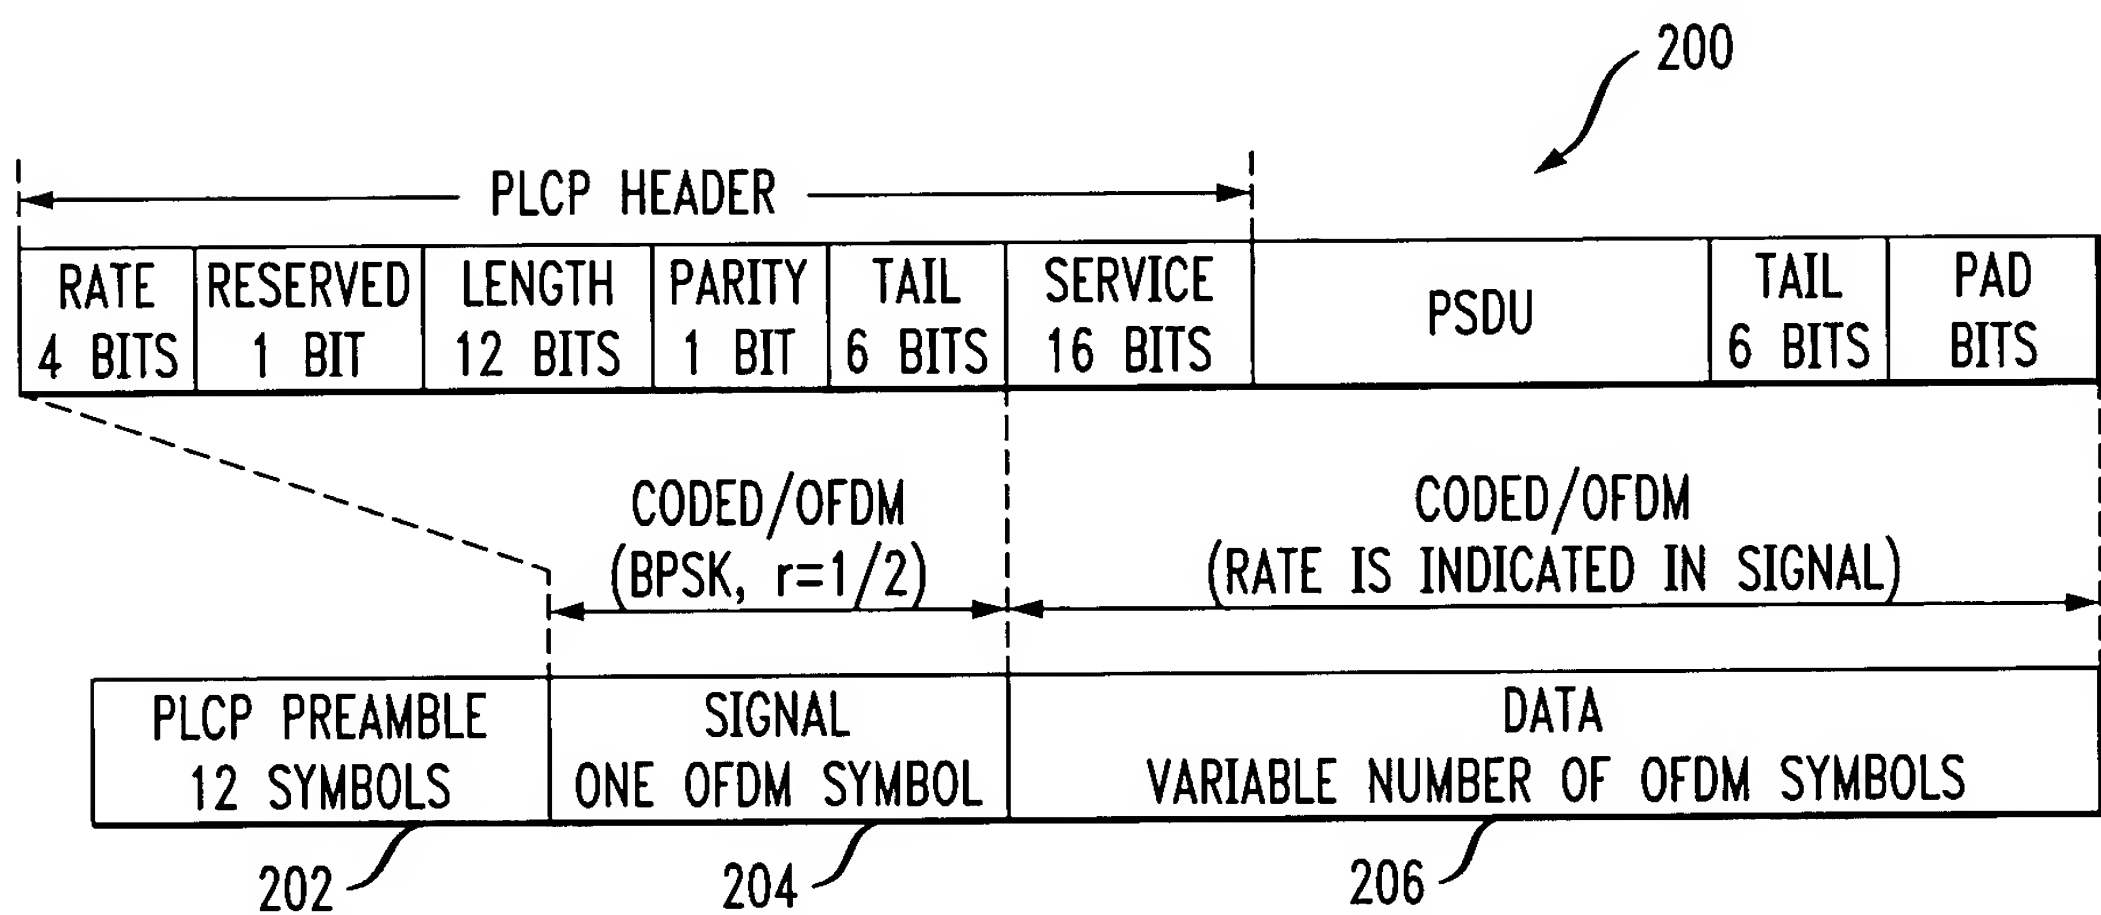 200
PLCP HEADER
RATE
4 BITS
RESERVED
1 BIT
LENGTH
12 BITS
PARITY
1 BIT
TAIL
6 BITS
SERVICE
16 BITS
PSDU
TAIL
6 BITS
PAD
BITS
CODED/OFDM
(BPSK, r=1/2)
CODED/OFDM
(RATE IS INDICATED IN SIGNAL)
PLCP PREAMBLE
12 SYMBOLS
SIGNAL
ONE OFDM SYMBOL
DATA
VARIABLE NUMBER OF OFDM SYMBOLS
202
204
206